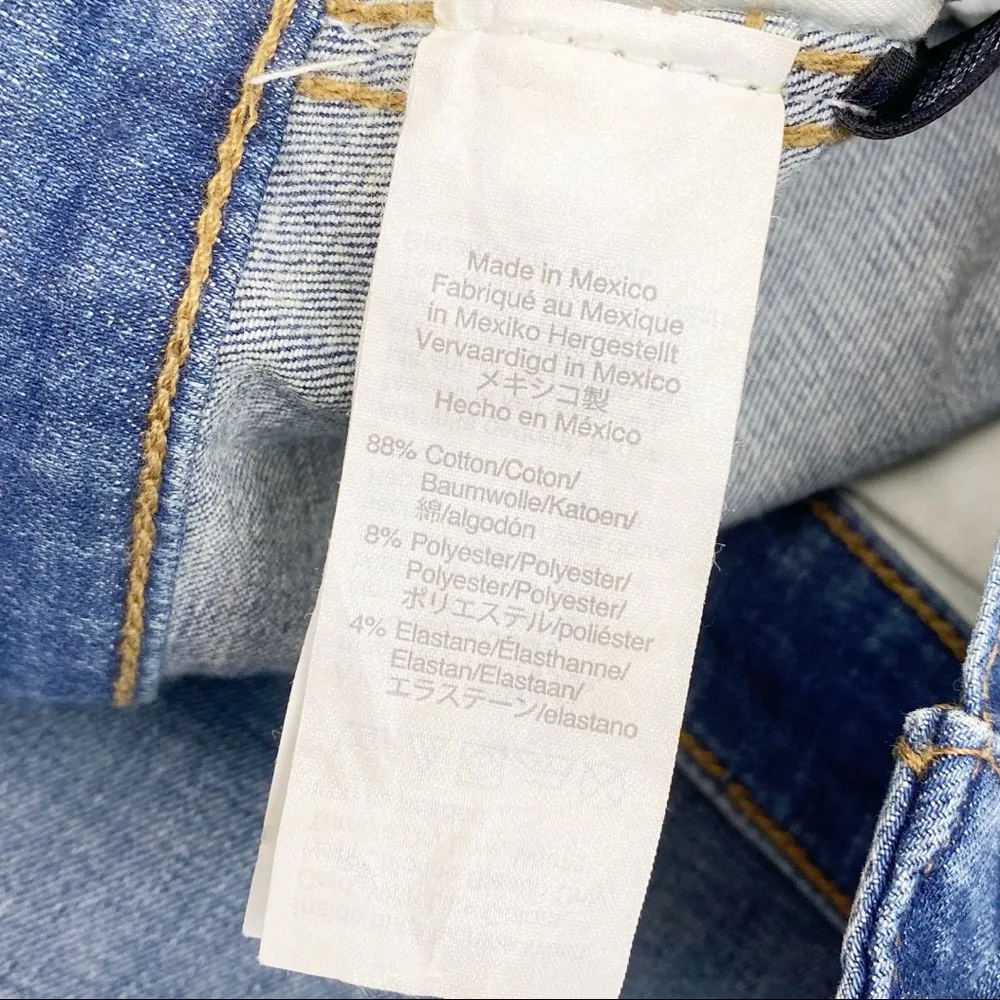 Made in Mexico
Fabriqué au Mexique
in Mexiko Hergestellt
Vervaardigd in Mexico
メキシコ製
Hecho en México
88% Cotton/Coton/
Baumwolle/Katoen/
綿/algodón
8% Polyester/Polyester/
Polyester/Polyester/
ポリエステル/poliéster
4% Elastane/Élasthanne/
Elastan/Elastaan/
エラステーン/elastano